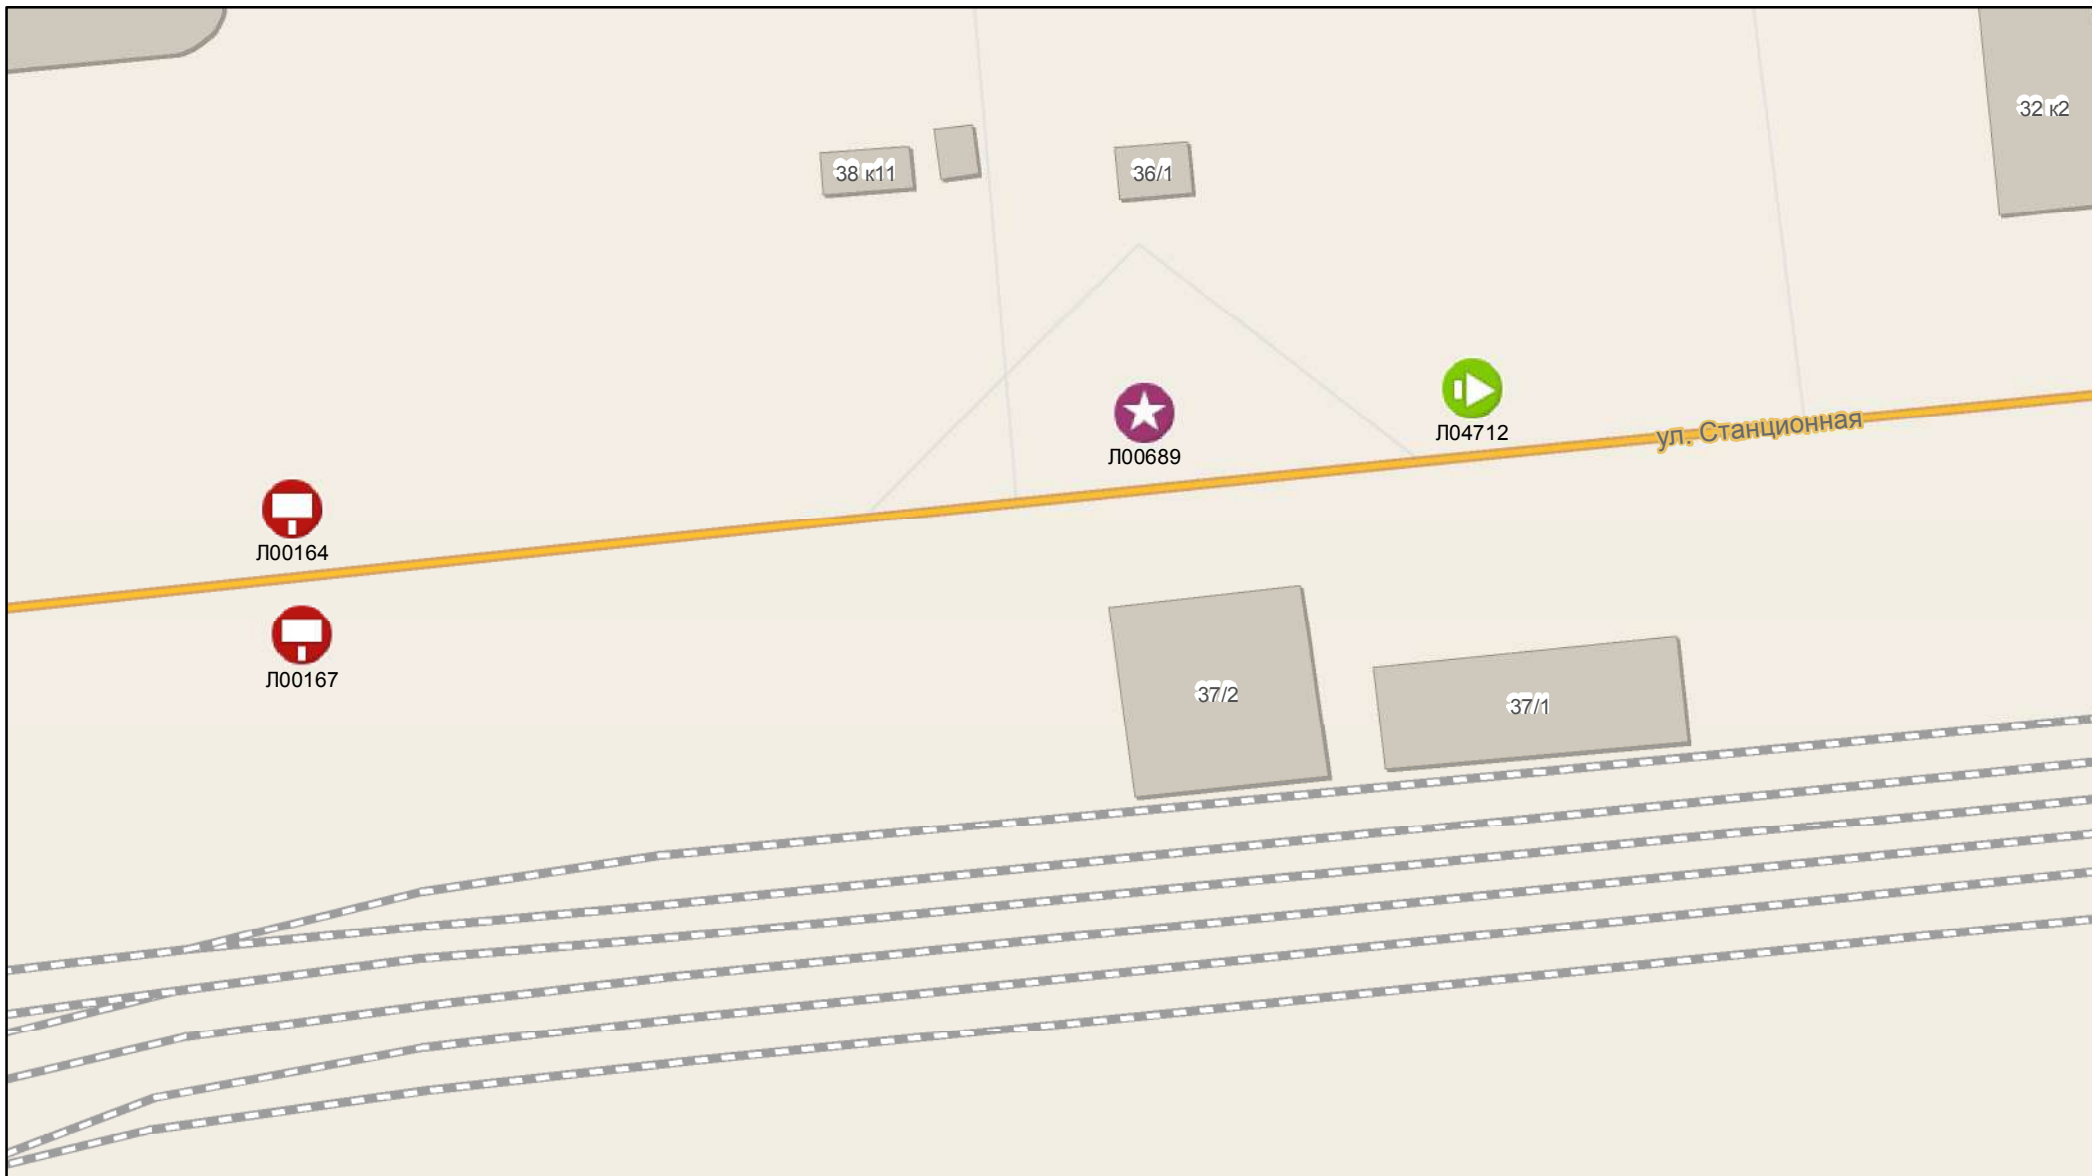 32 к2
38 к11
36/1
Л04712
ул. Станционная
Л00689
Л00164
Л00167
37/2
37/1